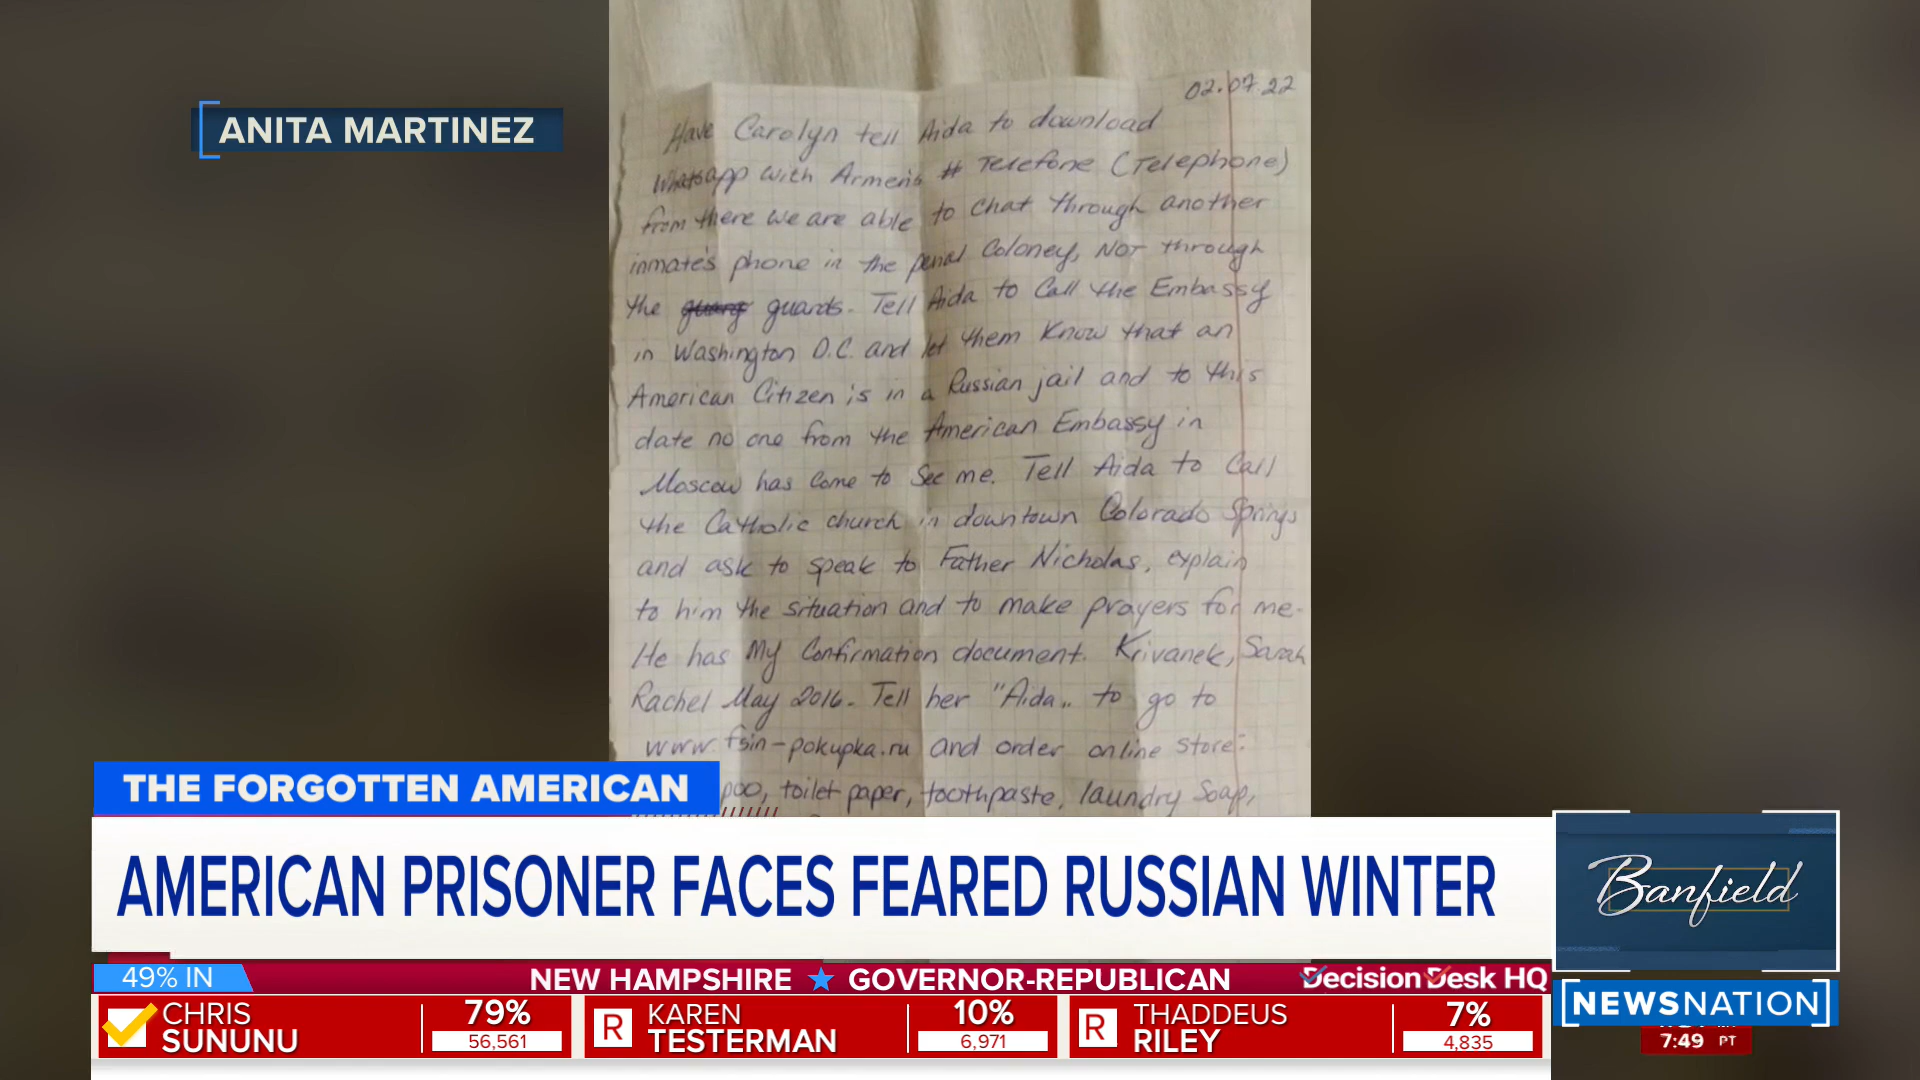 ANITA MARTINEZ
02.07.22
Have Carolyn tell Aida to download
Whatsapp with Armen's # Telefone (Telephone)
from there we are able to chat through another
inmate's phone in the penal Coloney, NOT through
the guards. Tell Aida to Call the Embassy
in Washington D.C. and let them Know that an
American Citizen is in a Russian jail and to this
date no one from the American Embassy in
Moscow has come to See me. Tell Aida to Call
the Catholic church in downtown Colorado Springs
and ask to speak to Father Nicholas, explain
to him the situation and to make prayers for me.
He has My Confirmation document. Krivanek, Sarah
Rachel May 2016. Tell her "Aida„ to go to
www.fsin-pokupka.ru and order online store:
poo, toilet paper, toothpaste, laundry Soap,
THE FORGOTTEN AMERICAN
AMERICAN PRISONER FACES FEARED RUSSIAN WINTER
Banfield
49% IN
NEW HAMPSHIRE ★ GOVERNOR-REPUBLICAN
Decision Desk HQ
CHRIS SUNUNU 79% 56,561
R KAREN TESTERMAN 10% 6,971
R THADDEUS RILEY 7% 4,835
NEWSNATION
7:49 PT